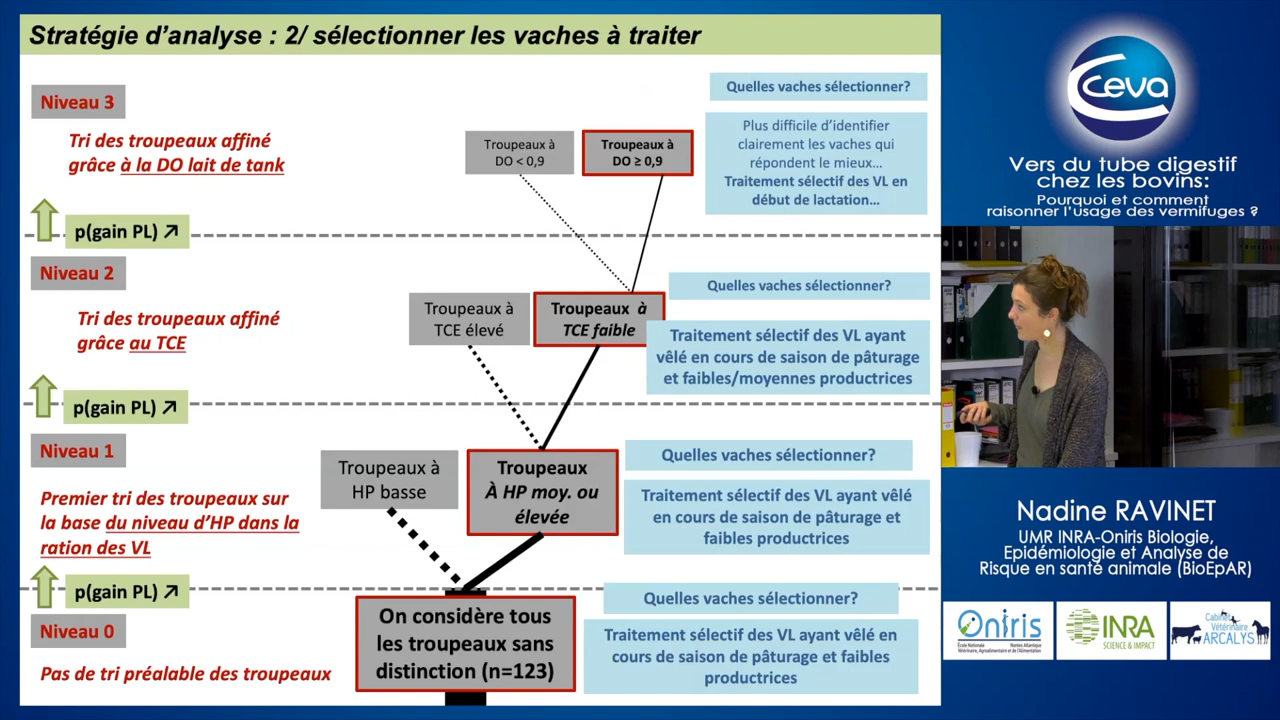 Stratégie d'analyse : 2/ sélectionner les vaches à traiter
Niveau 3
Tri des troupeaux affiné
grâce à la DO lait de tank
Troupeaux à
DO < 0,9
Troupeaux à
DO ≥ 0,9
Quelles vaches sélectionner?
Plus difficile d'identifier
clairement les vaches qui
répondent le mieux…
Traitement sélectif des VL en
début de lactation…
p(gain PL) ↗
Niveau 2
Tri des troupeaux affiné
grâce au TCE
Troupeaux à
TCE élevé
Troupeaux à
TCE faible
Quelles vaches sélectionner?
Traitement sélectif des VL ayant
vêlé en cours de saison de pâturage
et faibles/moyennes productrices
p(gain PL) ↗
Niveau 1
Premier tri des troupeaux sur
la base du niveau d'HP dans la
ration des VL
Troupeaux à
HP basse
Troupeaux
À HP moy. ou
élevée
Quelles vaches sélectionner?
Traitement sélectif des VL ayant vêlé
en cours de saison de pâturage et
faibles productrices
p(gain PL) ↗
Niveau 0
Pas de tri préalable des troupeaux
On considère tous
les troupeaux sans
distinction (n=123)
Quelles vaches sélectionner?
Traitement sélectif des VL ayant vêlé en
cours de saison de pâturage et faibles
productrices
ceva
Vers du tube digestif
chez les bovins:
Pourquoi et comment
raisonner l'usage des vermifuges ?
Nadine RAVINET
UMR INRA-Oniris Biologie,
Epidémiologie et Analyse de
Risque en santé animale (BioEpAR)
Oniris
INRA
SCIENCE & IMPACT
Cabinet
Vétérinaire
ARCALYS